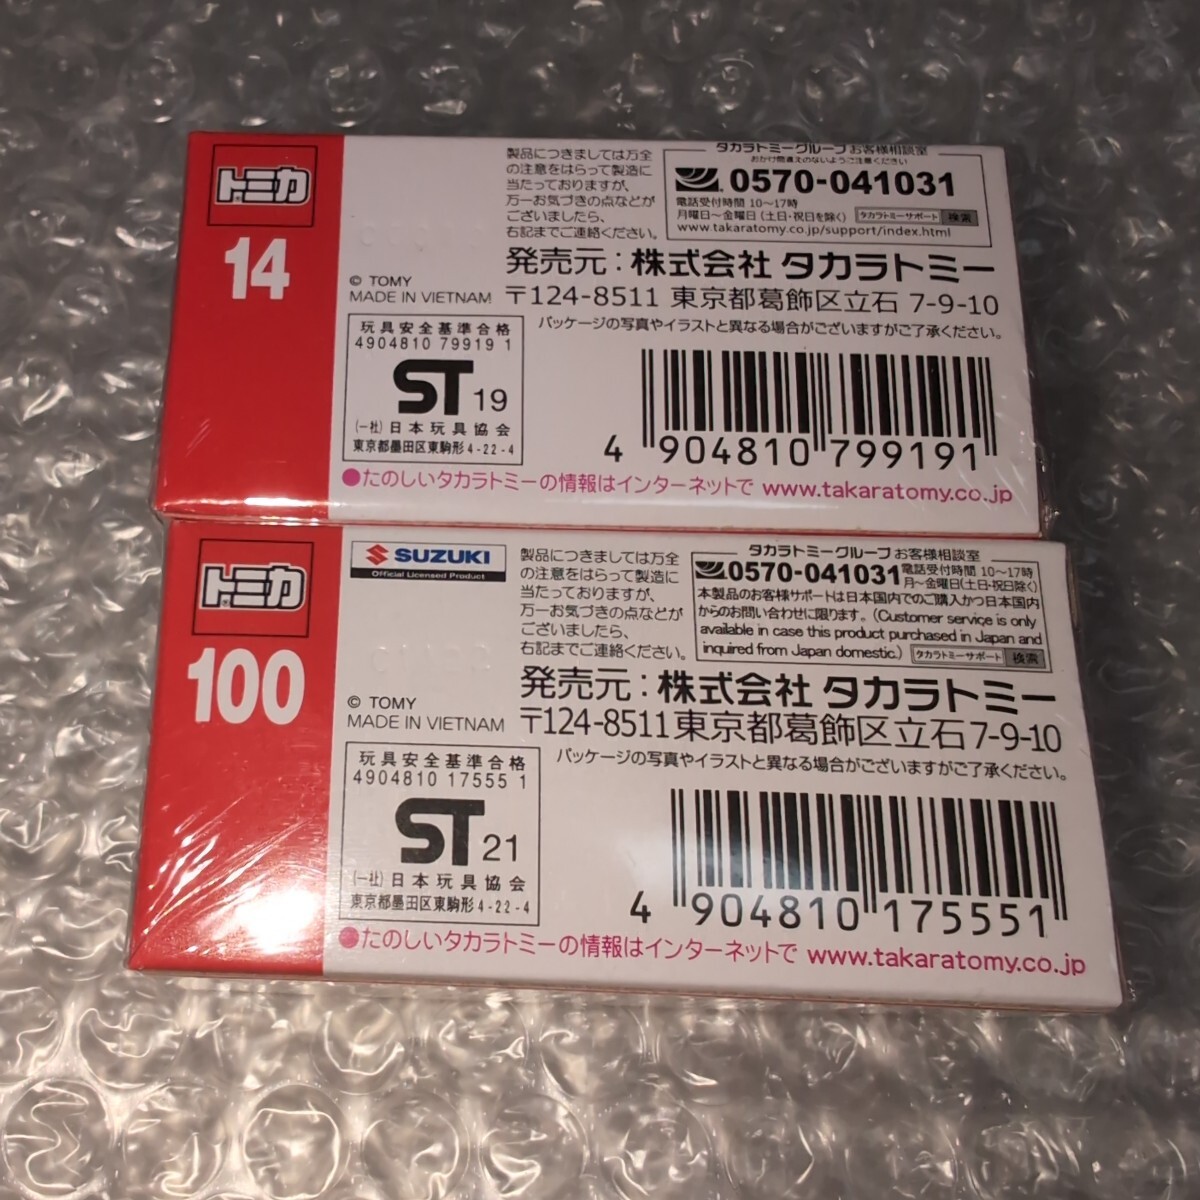 トミカ
14
© TOMY
MADE IN VIETNAM
製品につきましては万全
の注意をはらって製造に
当たっておりますが、
万一お気づきの点などが
ございましたら、
右記までご連絡ください。
タカラトミーグループ お客様相談室
おかけ間違えのないようご注意ください
0570-041031
電話受付時間 10〜17時
月曜日〜金曜日(土日・祝日を除く) タカラトミーサポート 検索
www.takaratomy.co.jp/support/index.html
発売元:株式会社 タカラトミー
〒124-8511 東京都葛飾区立石 7-9-10
パッケージの写真やイラストと異なる場合がございますがご了承ください。
玩具安全基準合格
4904810 79919 1
ST 19
(一社) 日本玩具協会
東京都墨田区東駒形4-22-4
4 904810 799191
●たのしいタカラトミーの情報はインターネットで www.takaratomy.co.jp
トミカ
100
SUZUKI
Official Licensed Product
© TOMY
MADE IN VIETNAM
製品につきましては万全
の注意をはらって製造に
当たっておりますが、
万一お気づきの点などが
ございましたら、
右記までご連絡ください。
タカラトミーグループ お客様相談室
0570-041031 電話受付時間 10〜17時
月〜金曜日(土日・祝日除く)
本製品のお客様サポートは日本国内でのご購入かつ日本国内
からのお問い合わせに限ります。(Customer service is only
available in case this product purchased in Japan and
inquired from Japan domestic.) タカラトミーサポート 検索
発売元:株式会社 タカラトミー
〒124-8511 東京都葛飾区立石 7-9-10
パッケージの写真やイラストと異なる場合がございますがご了承ください。
玩具安全基準合格
4904810 17555 1
ST 21
(一社) 日本玩具協会
東京都墨田区東駒形4-22-4
4 904810 175551
●たのしいタカラトミーの情報はインターネットで www.takaratomy.co.jp